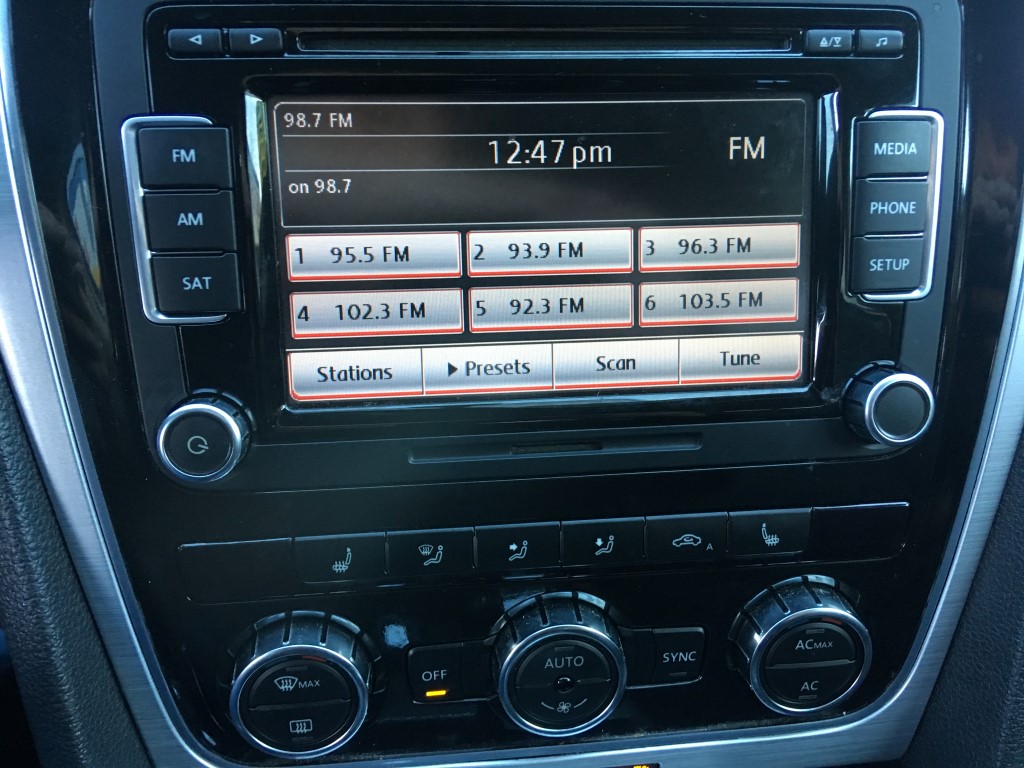 98.7 FM
12:47 pm
FM
on 98.7
1 95.5 FM
2 93.9 FM
3 96.3 FM
4 102.3 FM
5 92.3 FM
6 103.5 FM
Stations
Presets
Scan
Tune
FM
AM
SAT
MEDIA
PHONE
SETUP
A
MAX
OFF
AUTO
SYNC
AC MAX
AC